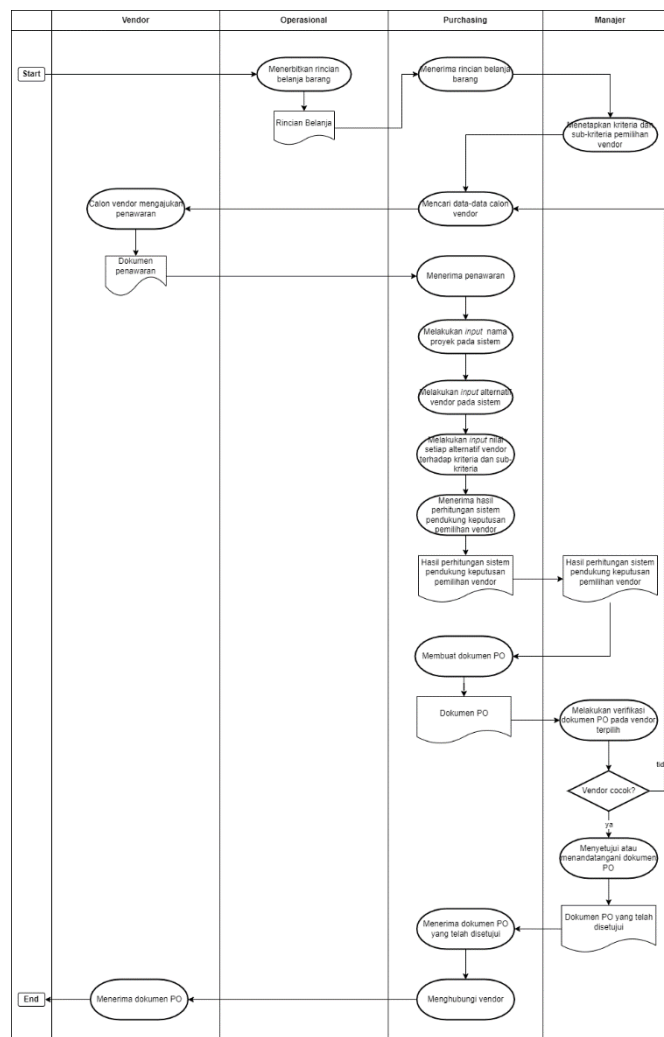 Vendor
Operasional
Purchasing
Manajer
Start
Menerbitkan rincian
belanja barang
Menerima rincian belanja
barang
Rincian Belanja
Menetapkan kriteria dan
sub-kriteria pemilihan
vendor
Calon vendor mengajukan
penawaran
Mencari data-data calon
vendor
Dokumen
penawaran
Menerima penawaran
Melakukan input nama
proyek pada sistem
Melakukan input alternatif
vendor pada sistem
Melakukan input nilai
setiap alternatif vendor
terhadap kriteria dan sub-
kriteria
Menerima hasil
perhitungan sistem
pendukung keputusan
pemilihan vendor
Hasil perhitungan sistem
pendukung keputusan
pemilihan vendor
Hasil perhitungan sistem
pendukung keputusan
pemilihan vendor
Membuat dokumen PO
Dokumen PO
Melakukan verifikasi
dokumen PO pada vendor
terpilih
Vendor cocok?
tid
ya
Menyetujui atau
menandatangani dokumen
PO
Dokumen PO yang telah
disetujui
Menerima dokumen PO
yang telah disetujui
End
Menerima dokumen PO
Menghubungi vendor